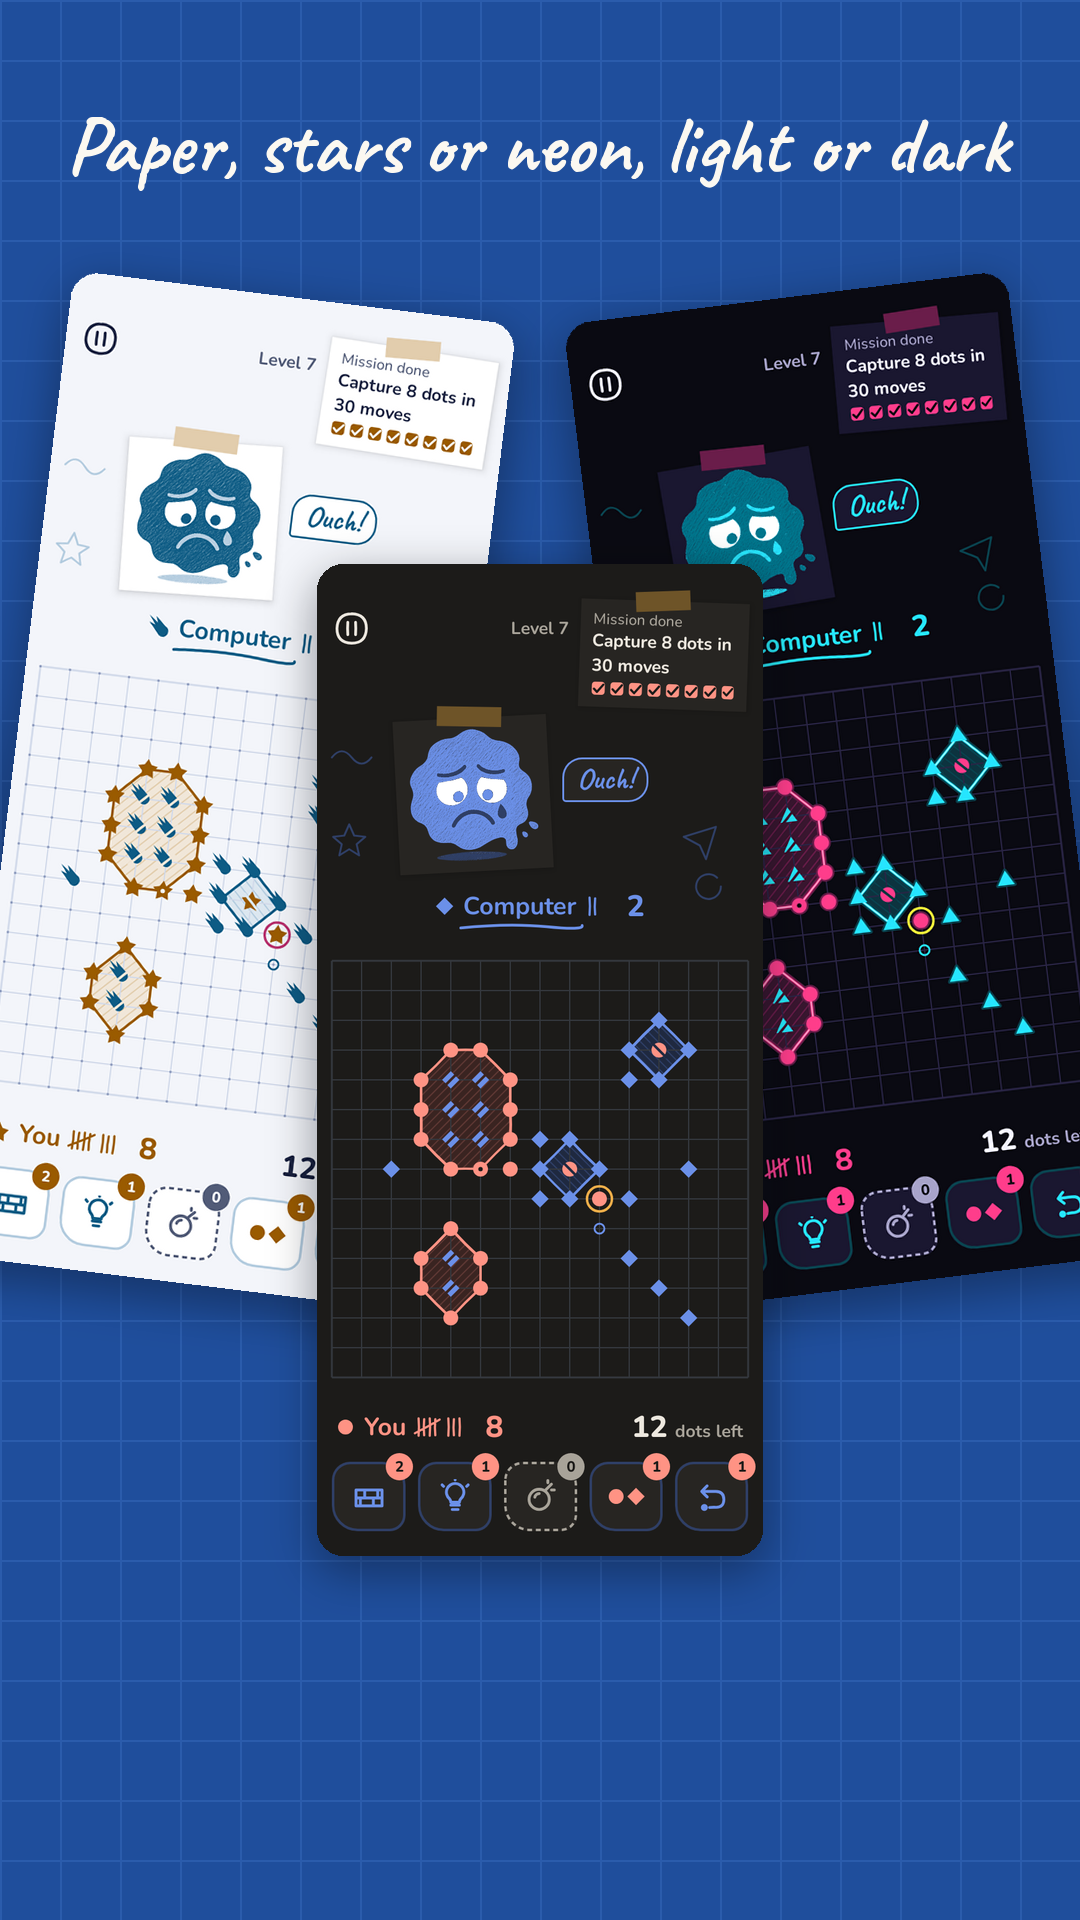 Paper, stars or neon, light or dark
Level 7
Mission done
Capture 8 dots in
30 moves
Ouch!
Computer
You 8
12
2
1
0
1
Level 7
Mission done
Capture 8 dots in
30 moves
Ouch!
Computer 2
8
12 dots le
1
0
1
Level 7
Mission done
Capture 8 dots in
30 moves
Ouch!
Computer 2
You 8
12 dots left
2
1
0
1
1